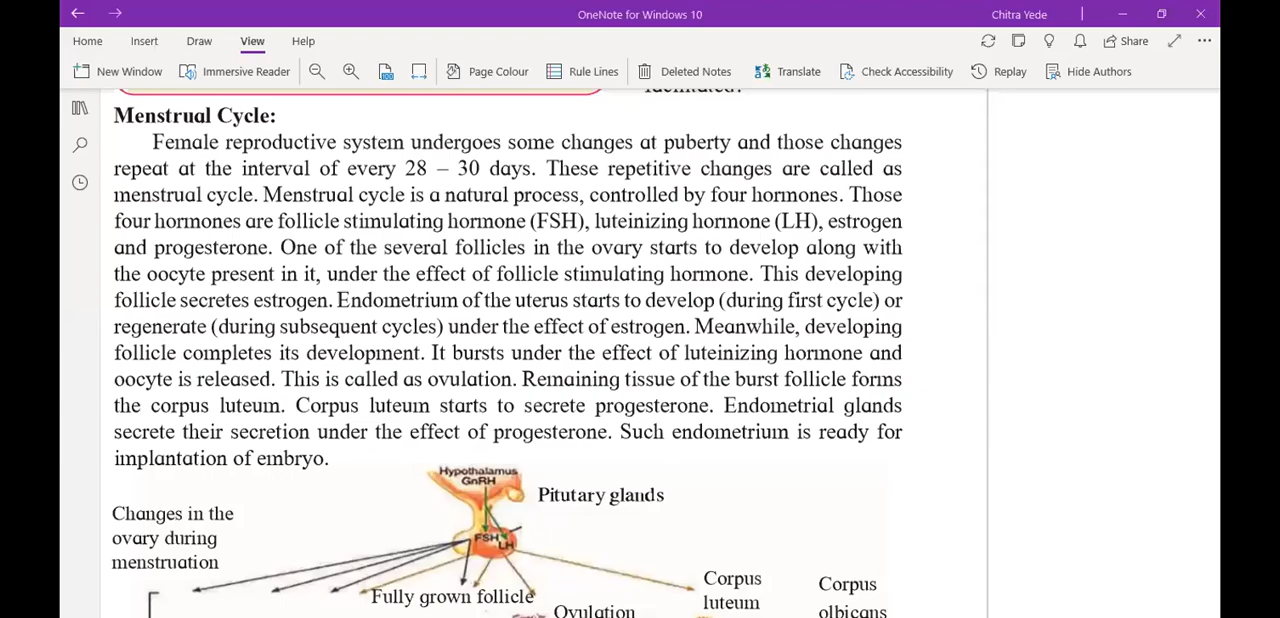 OneNote for Windows 10
Chitra Yede
Home Insert Draw View Help
Share
New Window Immersive Reader Page Colour Rule Lines Deleted Notes Translate Check Accessibility Replay Hide Authors
Menstrual Cycle:
Female reproductive system undergoes some changes at puberty and those changes
repeat at the interval of every 28 – 30 days. These repetitive changes are called as
menstrual cycle. Menstrual cycle is a natural process, controlled by four hormones. Those
four hormones are follicle stimulating hormone (FSH), luteinizing hormone (LH), estrogen
and progesterone. One of the several follicles in the ovary starts to develop along with
the oocyte present in it, under the effect of follicle stimulating hormone. This developing
follicle secretes estrogen. Endometrium of the uterus starts to develop (during first cycle) or
regenerate (during subsequent cycles) under the effect of estrogen. Meanwhile, developing
follicle completes its development. It bursts under the effect of luteinizing hormone and
oocyte is released. This is called as ovulation. Remaining tissue of the burst follicle forms
the corpus luteum. Corpus luteum starts to secrete progesterone. Endometrial glands
secrete their secretion under the effect of progesterone. Such endometrium is ready for
implantation of embryo.
Hypothalamus
GnRH
Pitutary glands
Changes in the
ovary during
menstruation
FSH
LH
Fully grown follicle
Ovulation
Corpus
luteum
Corpus
olbicans